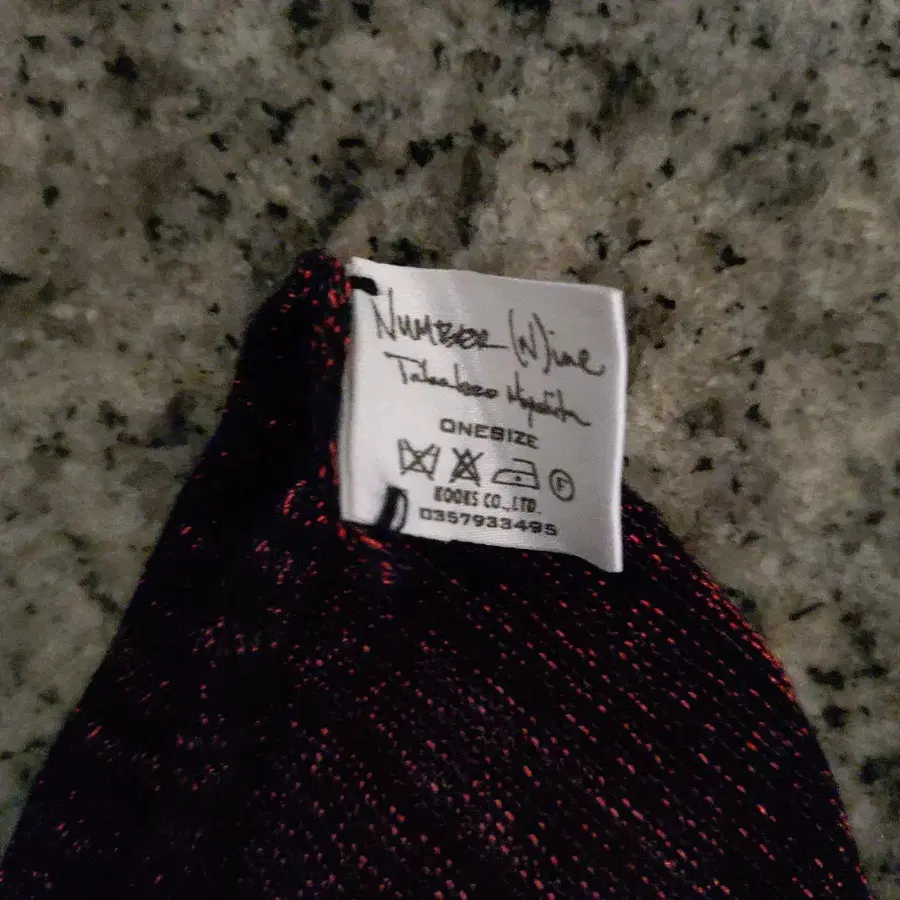 NUMBER (N)ine
Takahiro Miyashita
ONESIZE
F
KOOKS CO.,LTD.
0357933495